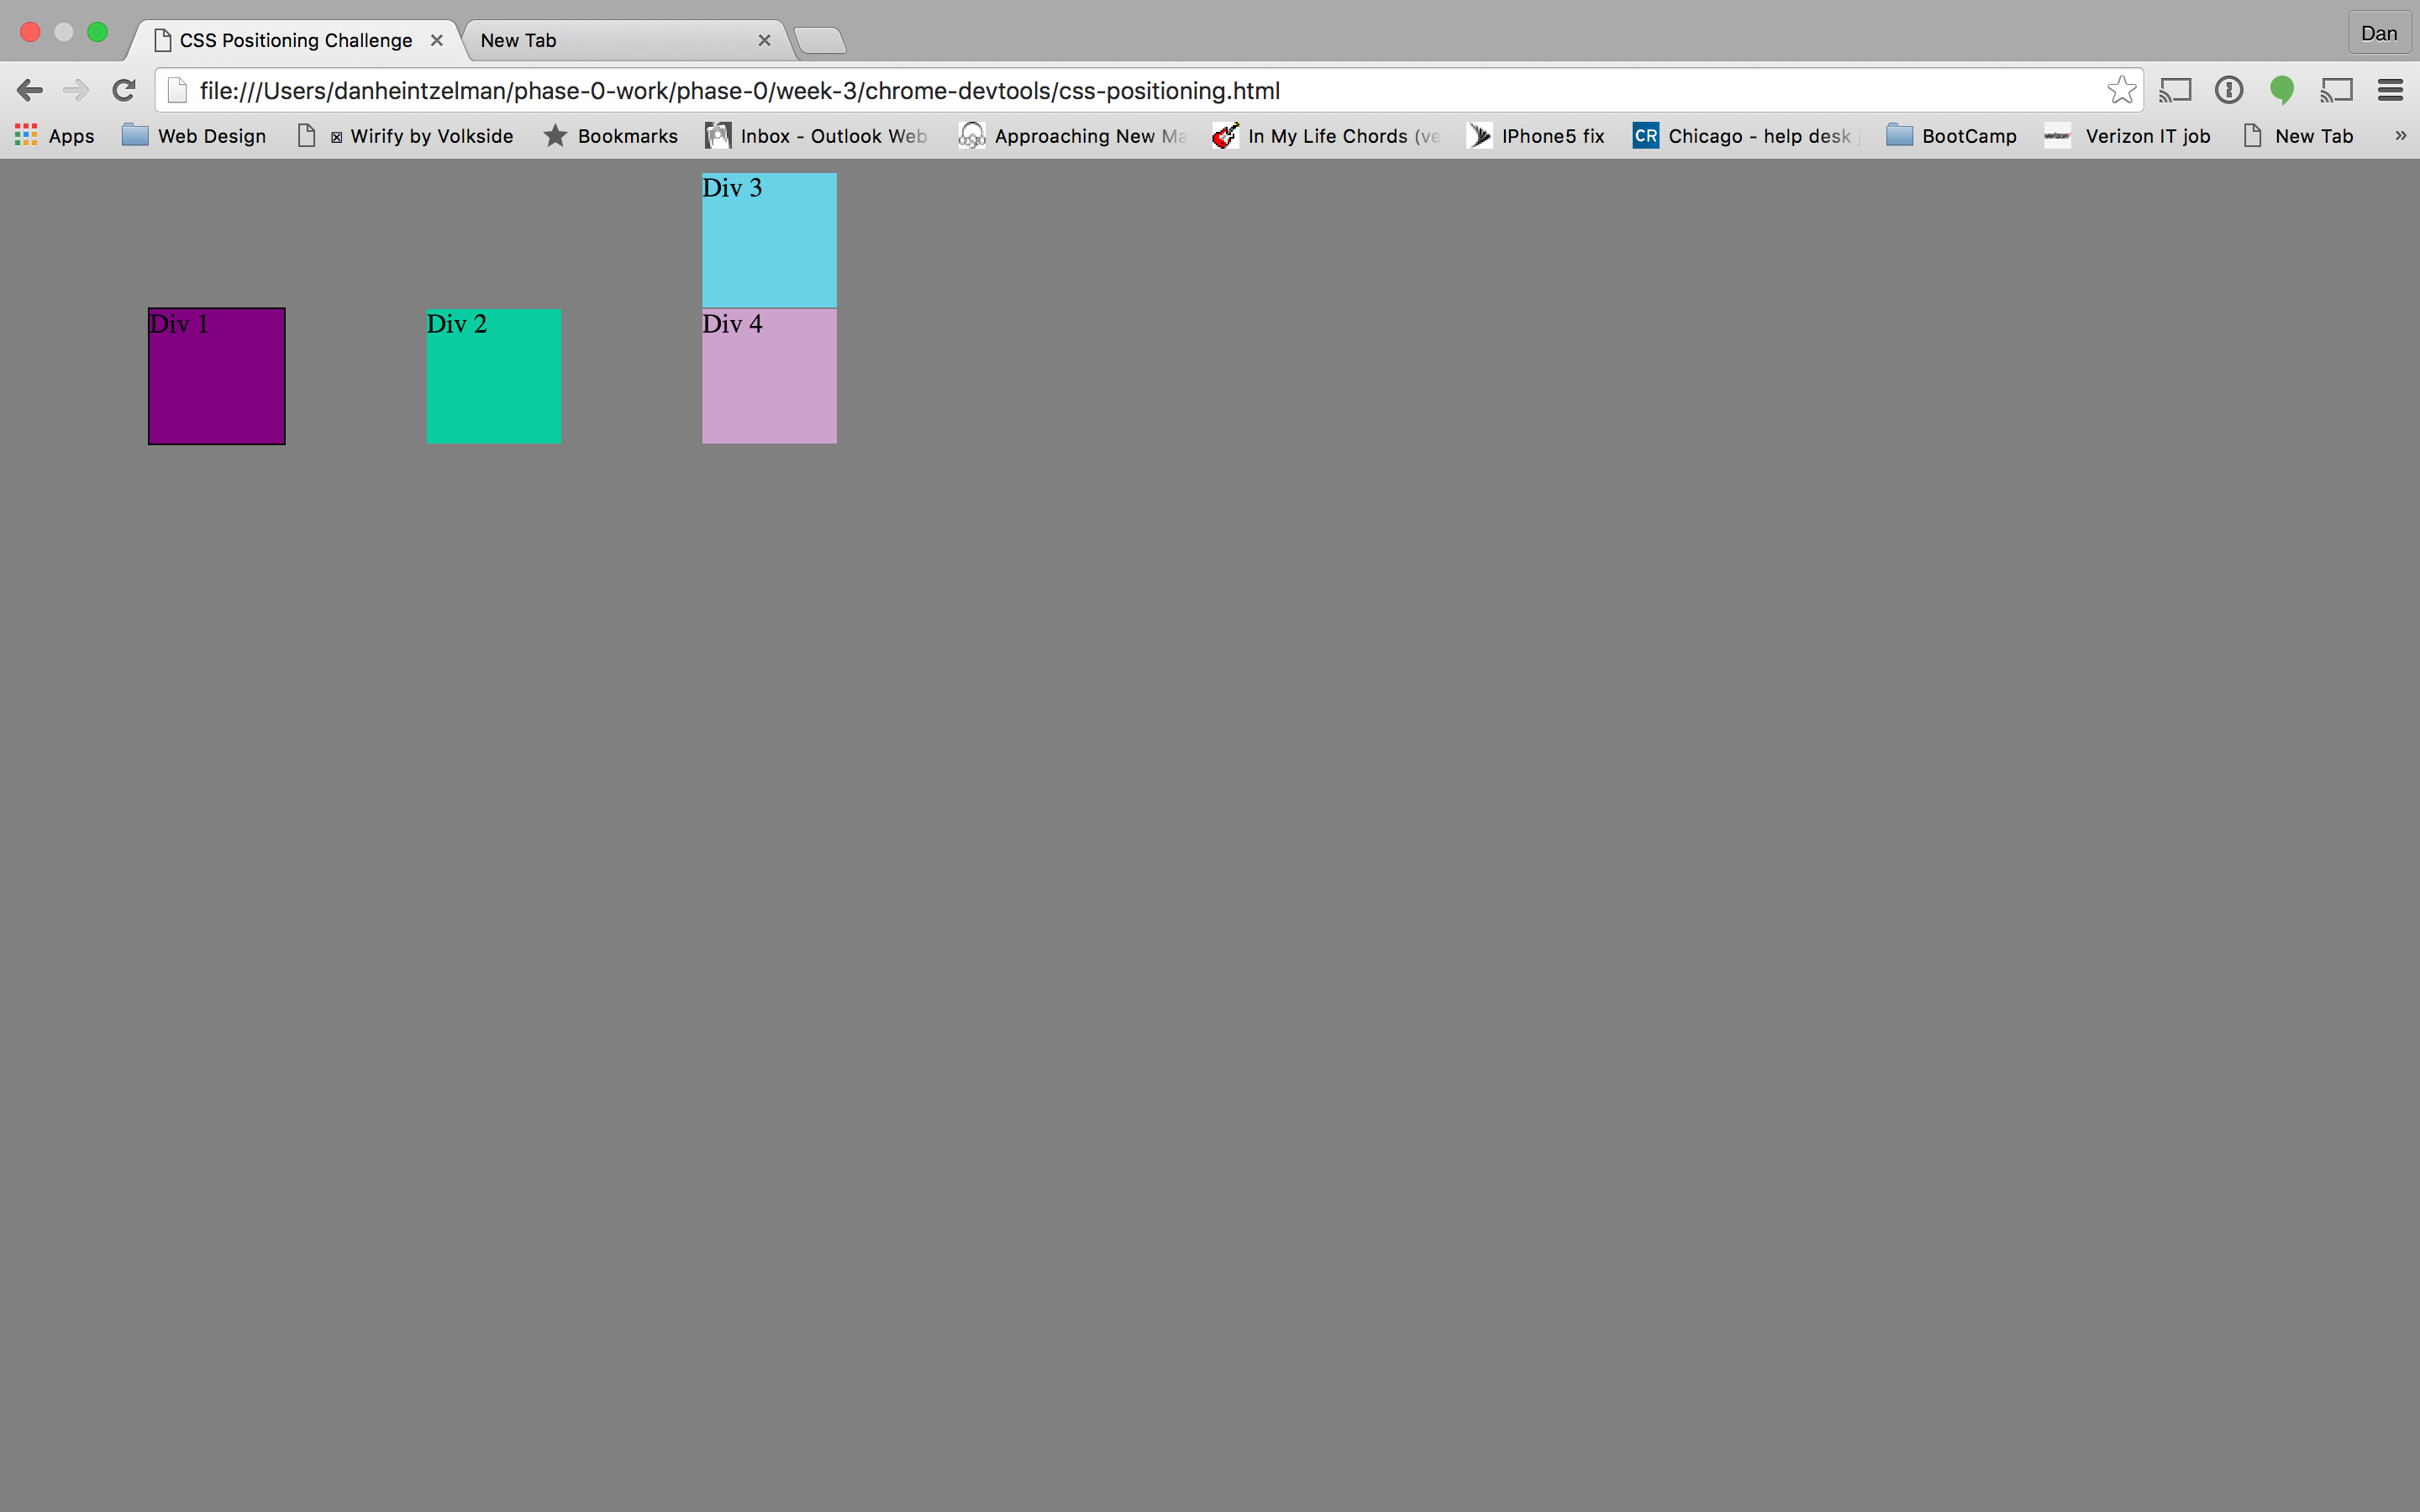 CSS Positioning Challenge
New Tab
Dan
file:///Users/danheintzelman/phase-0-work/phase-0/week-3/chrome-devtools/css-positioning.html
Apps Web Design Wirify by Volkside Bookmarks Inbox - Outlook Web Approaching New Ma In My Life Chords (ve IPhone5 fix CR Chicago - help desk BootCamp Verizon IT job New Tab »
Div 3
Div 1 Div 2 Div 4